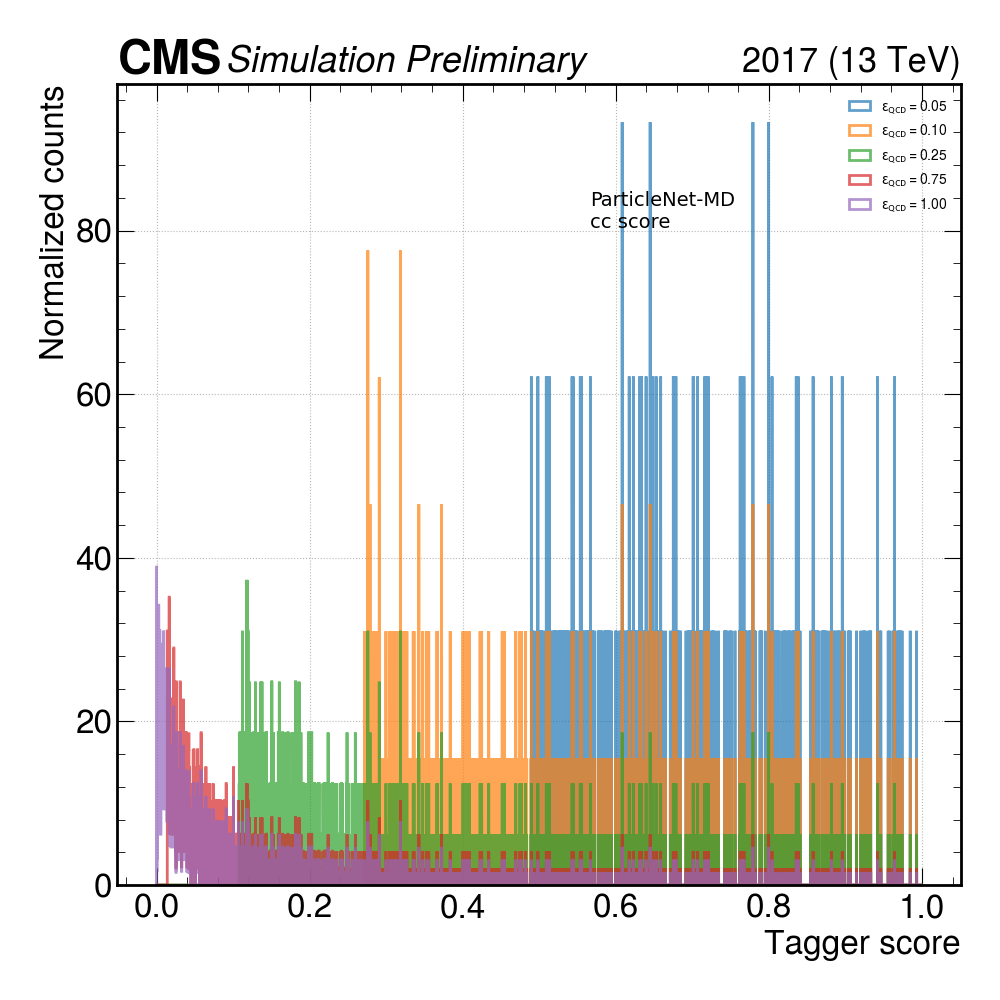 CMS Simulation Preliminary 2017 (13 TeV)
Normalized counts
ε_QCD = 0.05
ε_QCD = 0.10
ε_QCD = 0.25
ε_QCD = 0.75
ε_QCD = 1.00
ParticleNet-MD
cc score
80
60
40
20
0
0.0 0.2 0.4 0.6 0.8 1.0
Tagger score